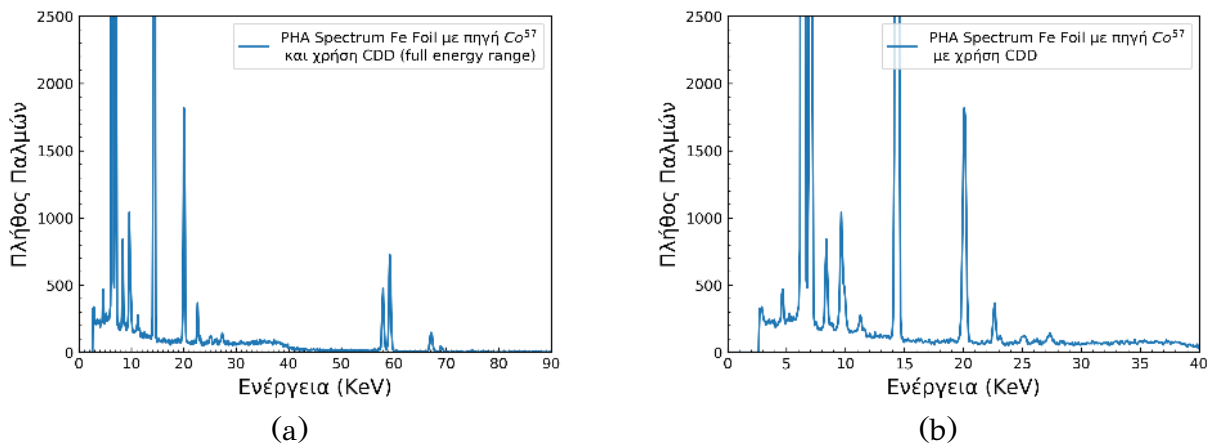 2500
2000
1500
1000
500
0
Πλήθος Παλμών
PHA Spectrum Fe Foil με πηγή Co⁵⁷
και χρήση CDD (full energy range)
0 10 20 30 40 50 60 70 80 90
Ενέργεια (KeV)
(a)
2500
2000
1500
1000
500
0
Πλήθος Παλμών
PHA Spectrum Fe Foil με πηγή Co⁵⁷
με χρήση CDD
0 5 10 15 20 25 30 35 40
Ενέργεια (KeV)
(b)